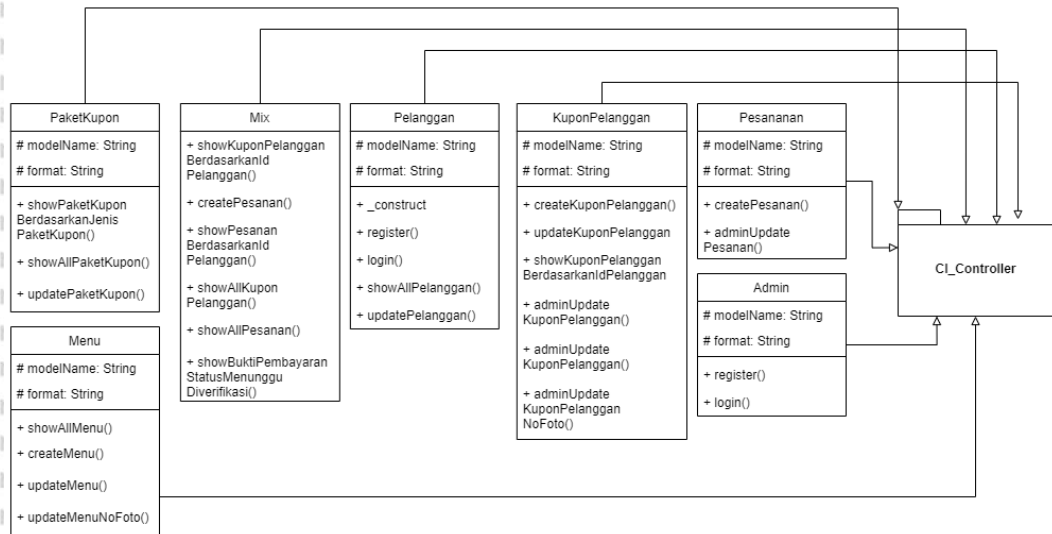 PaketKupon
# modelName: String
# format: String
+ showPaketKupon
BerdasarkanJenis
PaketKupon()
+ showAllPaketKupon()
+ updatePaketKupon()
Mix
+ showKuponPelanggan
BerdasarkanId
Pelanggan()
+ createPesanan()
+ showPesanan
BerdasarkanId
Pelanggan()
+ showAllKupon
Pelanggan()
+ showAllPesanan()
+ showBuktiPembayaran
StatusMenunggu
Diverifikasi()
Pelanggan
# modelName: String
# format: String
+ _construct
+ register()
+ login()
+ showAllPelanggan()
+ updatePelanggan()
KuponPelanggan
# modelName: String
# format: String
+ createKuponPelanggan()
+ updateKuponPelanggan
+ showKuponPelanggan
BerdasarkanIdPelanggan
+ adminUpdate
KuponPelanggan()
+ adminUpdate
KuponPelanggan()
+ adminUpdate
KuponPelanggan
NoFoto()
Pesananan
# modelName: String
# format: String
+ createPesanan()
+ adminUpdate
Pesanan()
CI_Controller
Admin
# modelName: String
# format: String
+ register()
+ login()
Menu
# modelName: String
# format: String
+ showAllMenu()
+ createMenu()
+ updateMenu()
+ updateMenuNoFoto()